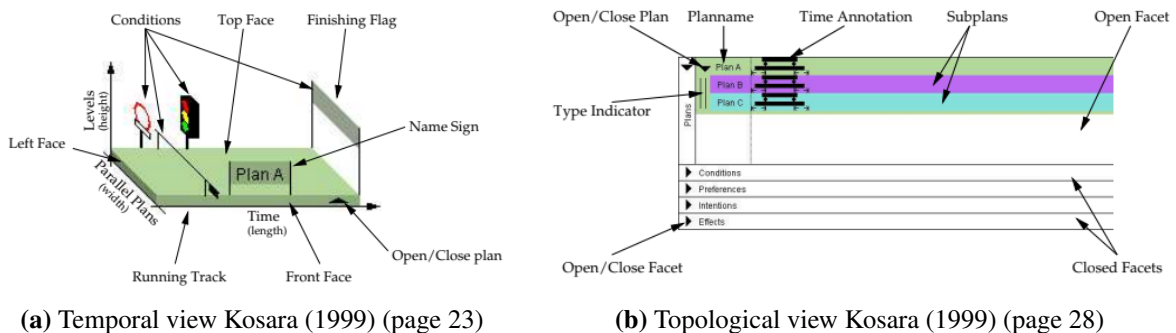 Conditions
Top Face
Finishing Flag
Levels
(height)
Name Sign
Left Face
Plan A
Parallel Plans
(width)
Time
(length)
Open/Close plan
Running Track
Front Face
(a) Temporal view Kosara (1999) (page 23)
Open/Close Plan
Planname
Time Annotation
Subplans
Open Facet
Plan A
Plan B
Plan C
Type Indicator
Plans
Conditions
Preferences
Intentions
Effects
Open/Close Facet
Closed Facets
(b) Topological view Kosara (1999) (page 28)